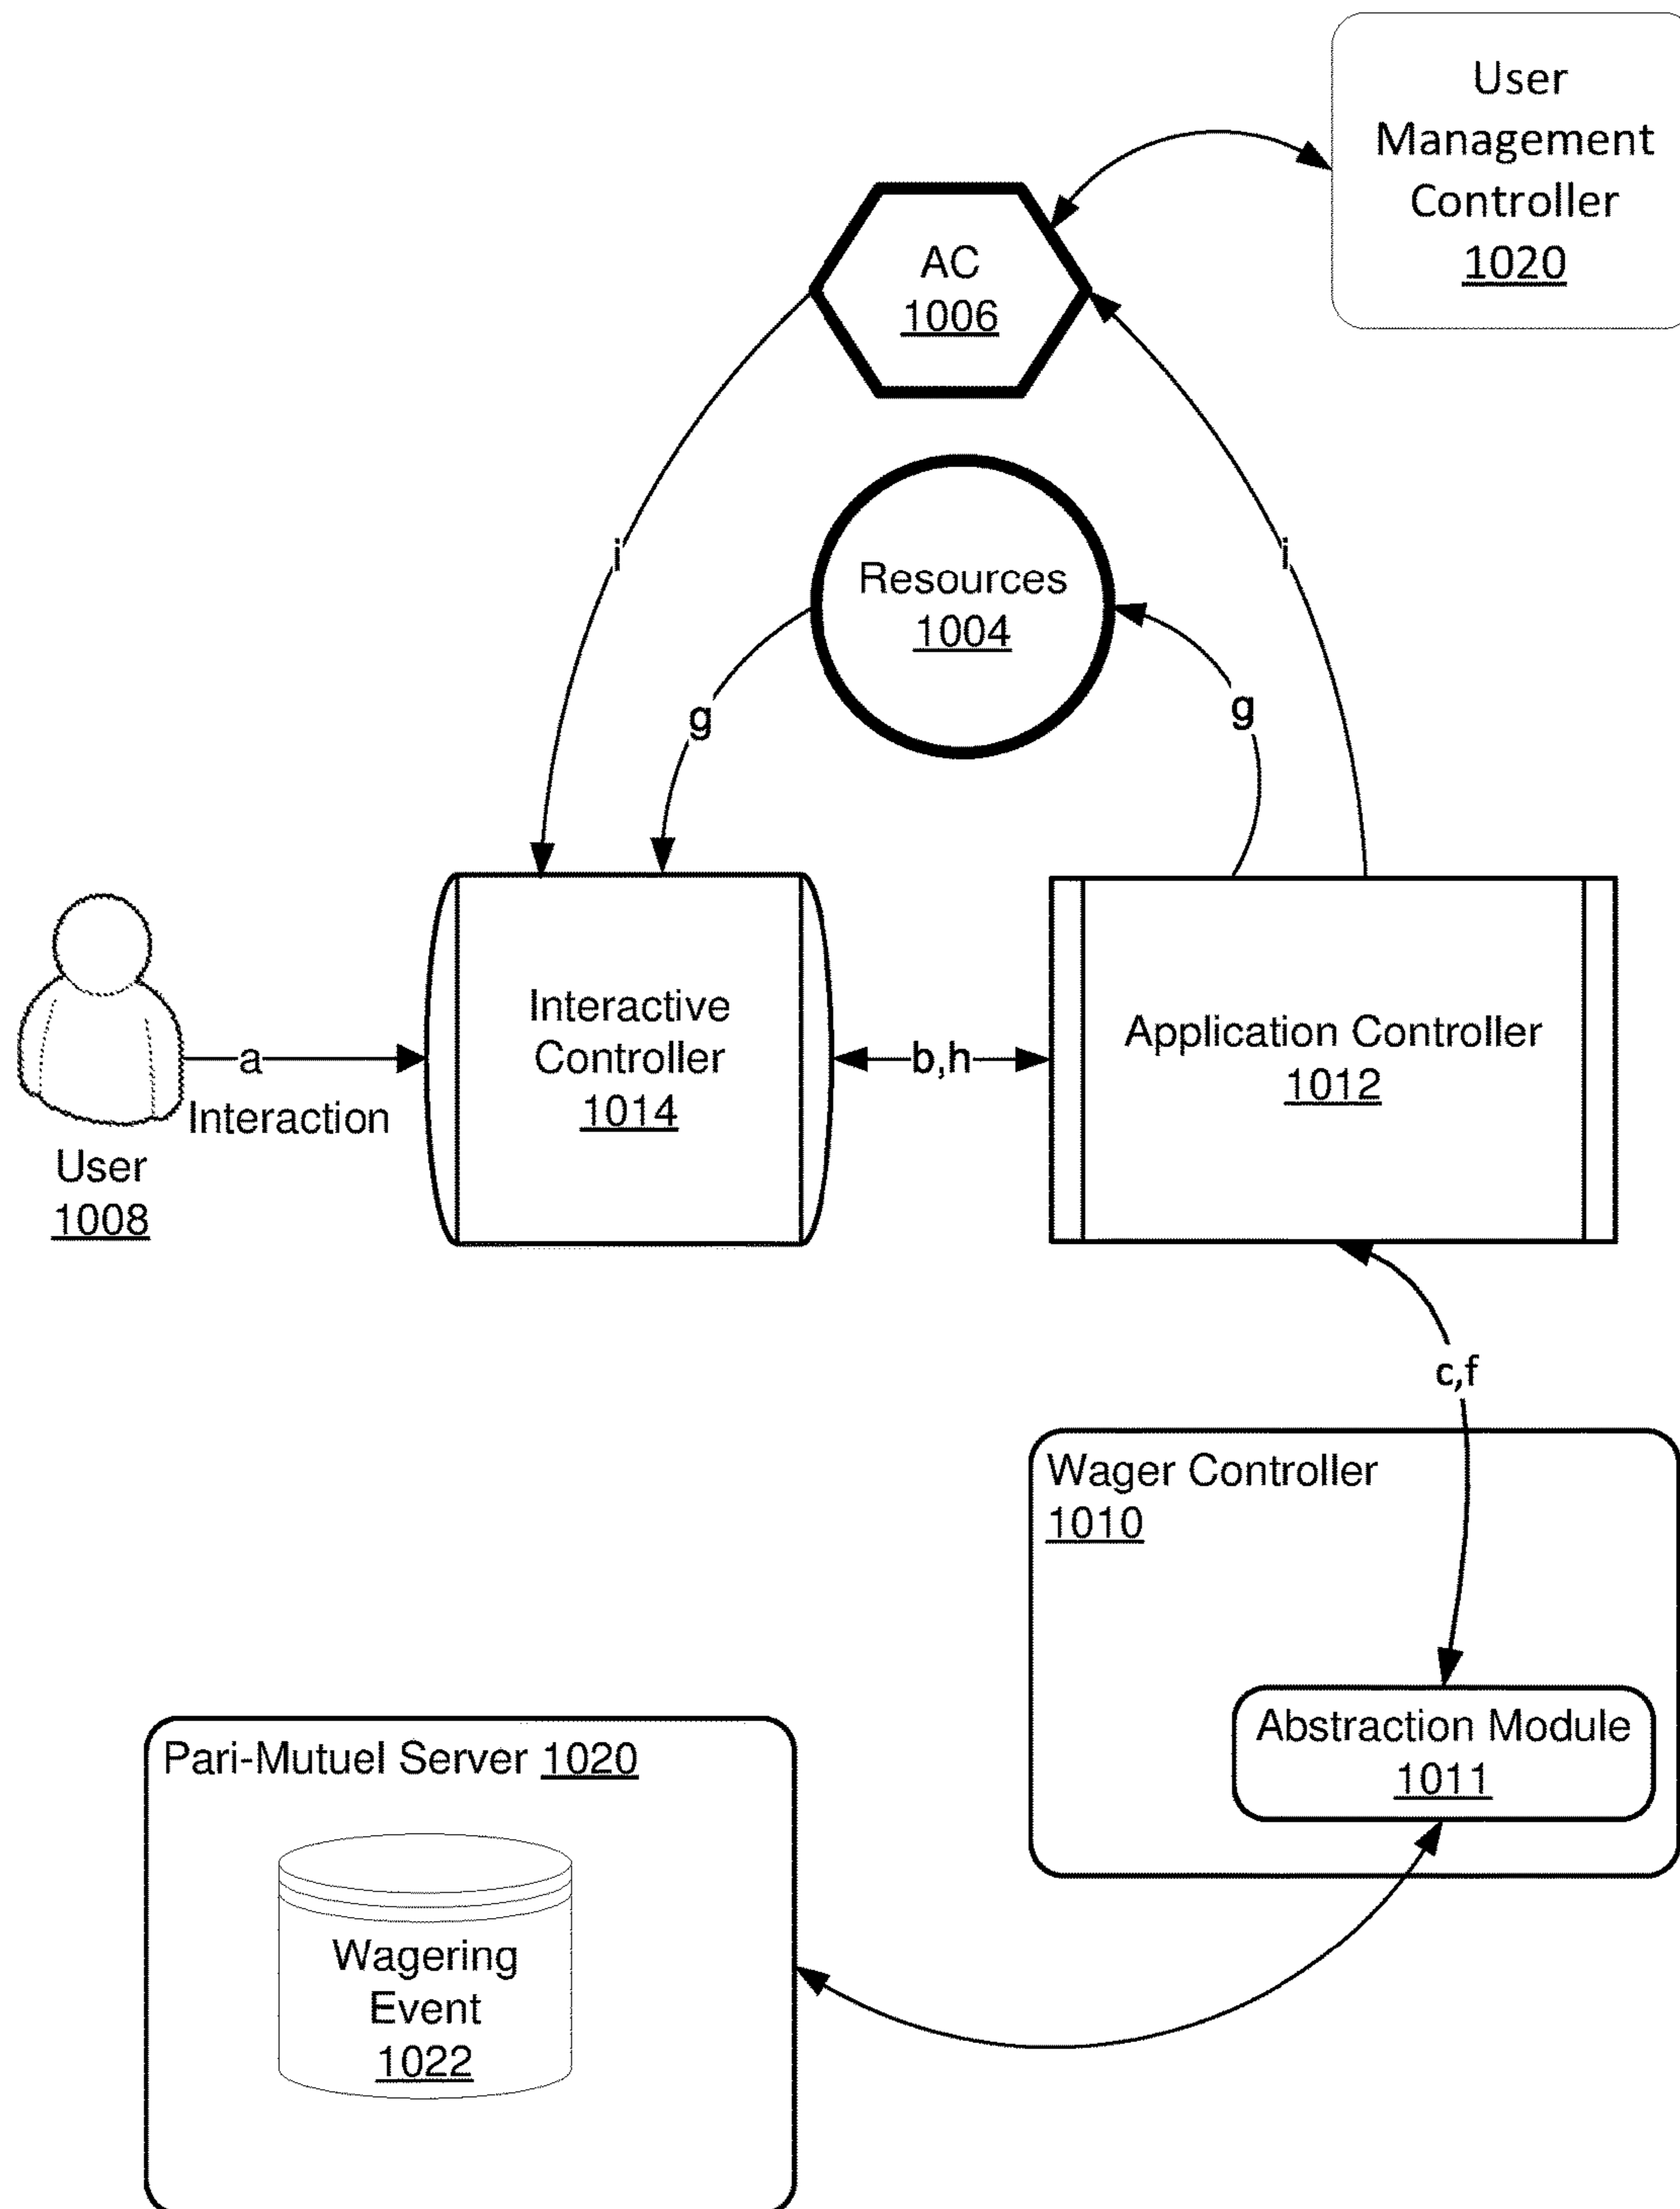 User
Management
Controller
1020
AC
1006
i
i
Resources
1004
g
g
Interactive
Controller
1014
Application Controller
1012
a
Interaction
b,h
User
1008
c,f
Wager Controller
1010
Abstraction Module
1011
Pari-Mutuel Server 1020
Wagering
Event
1022